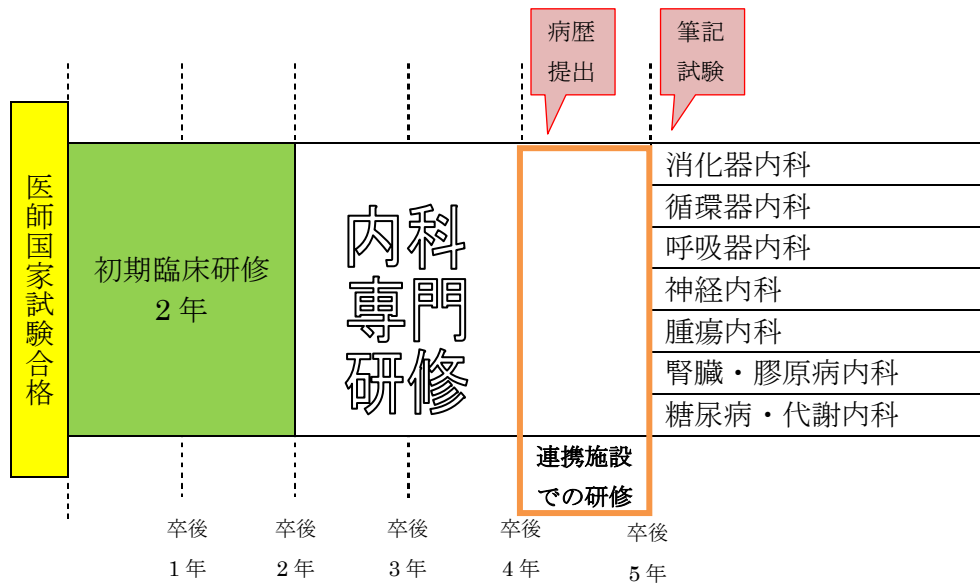 病歴
提出
筆記
試験
医師国家試験合格
初期臨床研修
2 年
内科
専門
研修
消化器内科
循環器内科
呼吸器内科
神経内科
腫瘍内科
腎臓・膠原病内科
糖尿病・代謝内科
連携施設
での研修
卒後
1 年
卒後
2 年
卒後
3 年
卒後
4 年
卒後
5 年